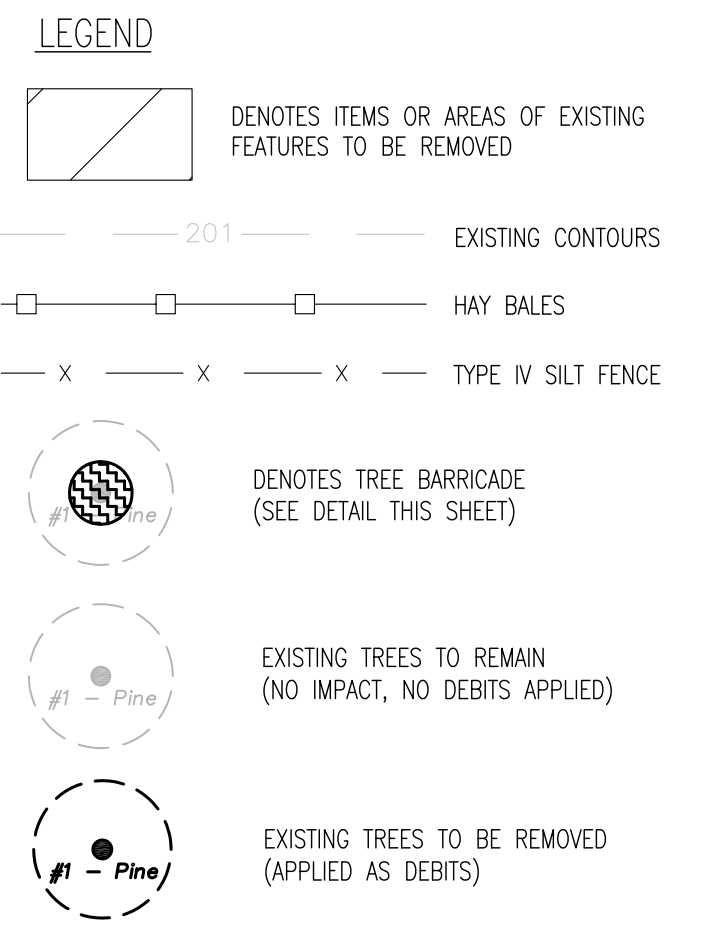 LEGEND
DENOTES ITEMS OR AREAS OF EXISTING
FEATURES TO BE REMOVED
201
EXISTING CONTOURS
HAY BALES
X X X
TYPE IV SILT FENCE
#1 ine
DENOTES TREE BARRICADE
(SEE DETAIL THIS SHEET)
#1 – Pine
EXISTING TREES TO REMAIN
(NO IMPACT, NO DEBITS APPLIED)
#1 – Pine
EXISTING TREES TO BE REMOVED
(APPLIED AS DEBITS)